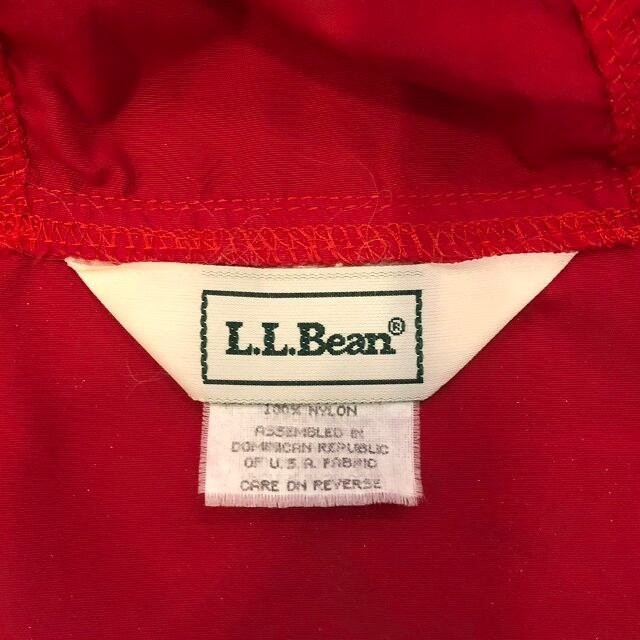 L.L.Bean®
100% NYLON
ASSEMBLED IN
DOMINICAN REPUBLIC
OF U.S.A. FABRIC
CARE ON REVERSE